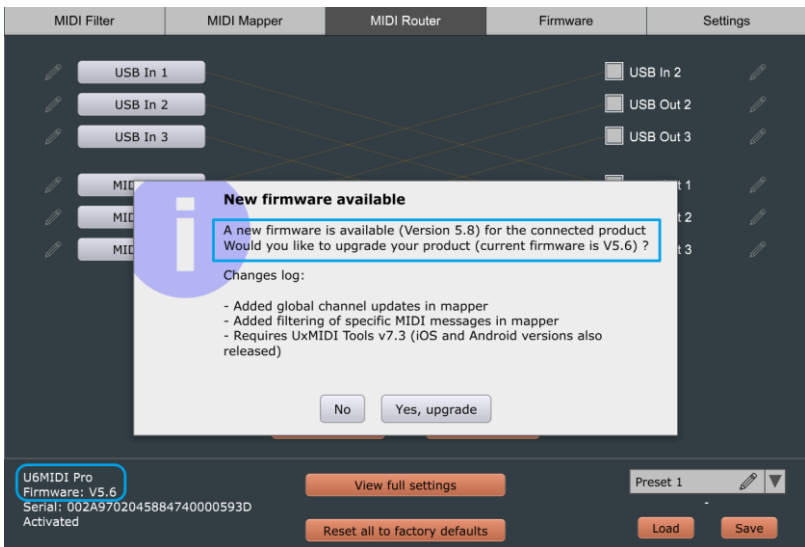 MIDI Filter
MIDI Mapper
MIDI Router
Firmware
Settings
USB In 1
USB In 2
USB In 2
USB Out 2
USB In 3
USB Out 3
New firmware available
A new firmware is available (Version 5.8) for the connected product
Would you like to upgrade your product (current firmware is V5.6) ?
Changes log:
- Added global channel updates in mapper
- Added filtering of specific MIDI messages in mapper
- Requires UxMIDI Tools v7.3 (iOS and Android versions also
released)
No
Yes, upgrade
U6MIDI Pro
Firmware: V5.6
Serial: 002A9702045884740000593D
Activated
View full settings
Reset all to factory defaults
Preset 1
-
Load
Save